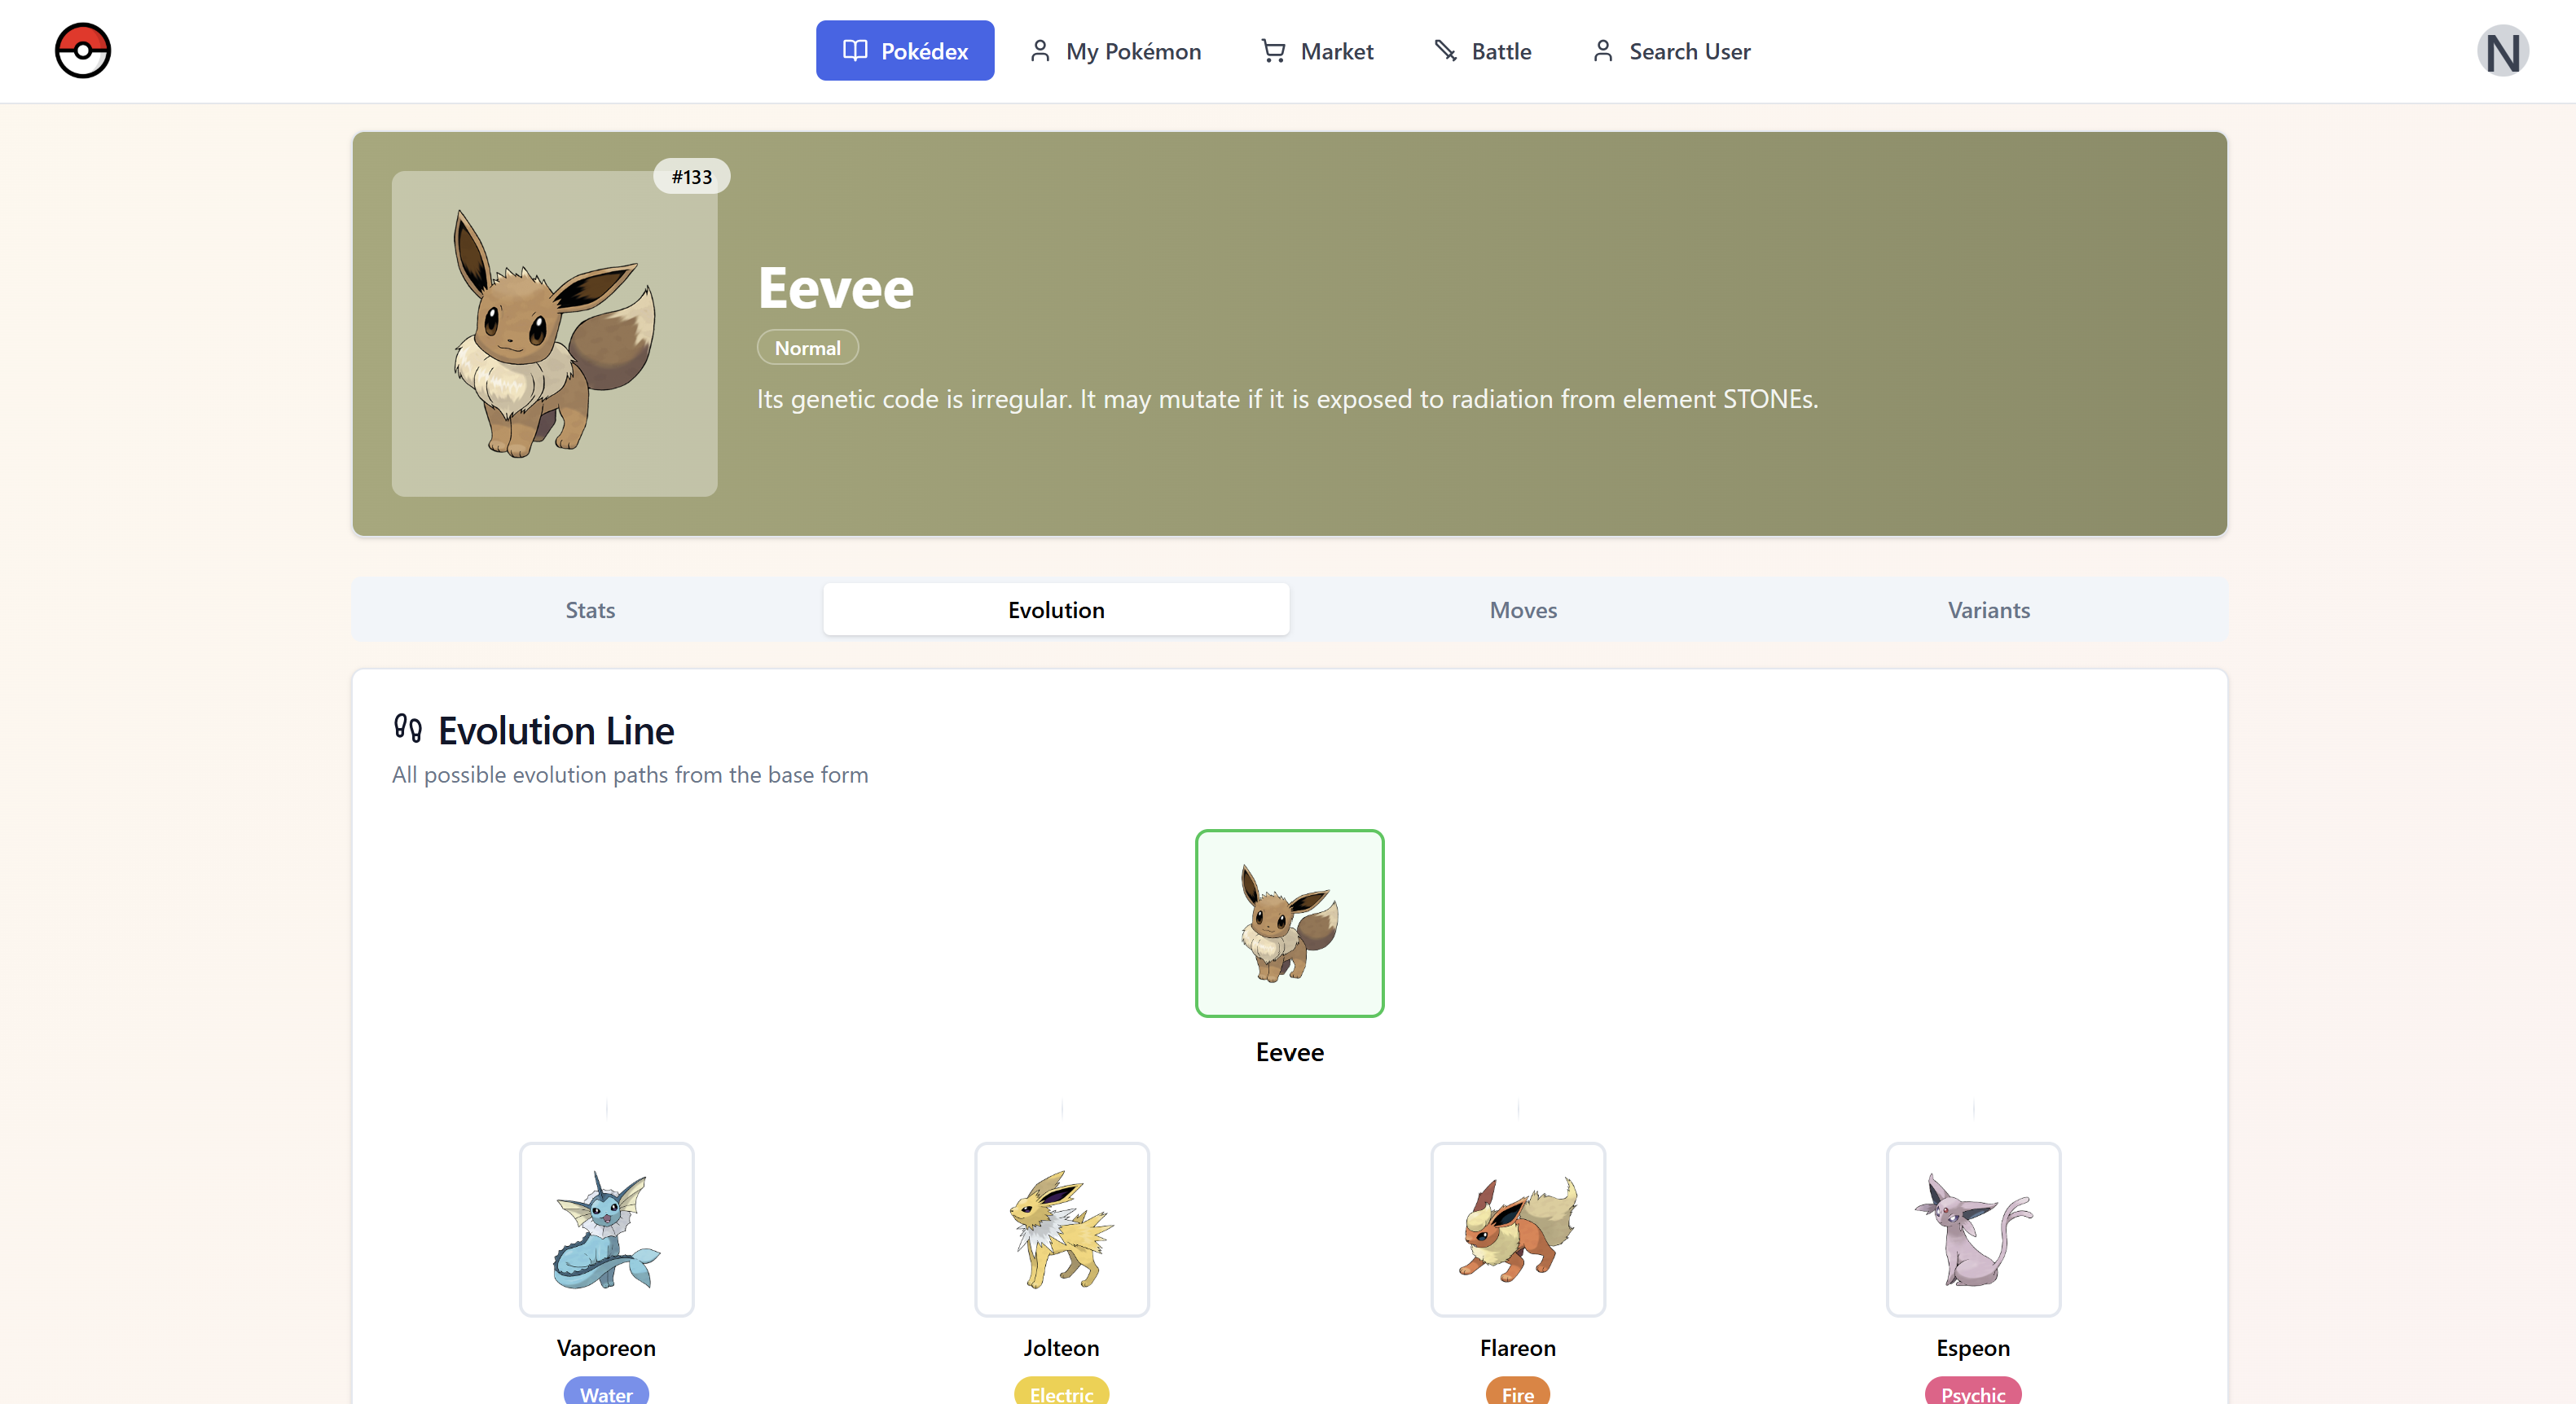 Pokédex My Pokémon Market Battle Search User N
#133
Eevee
Normal
Its genetic code is irregular. It may mutate if it is exposed to radiation from element STONEs.
Stats Evolution Moves Variants
Evolution Line
All possible evolution paths from the base form
Eevee
Vaporeon Jolteon Flareon Espeon
Water Electric Fire Psychic